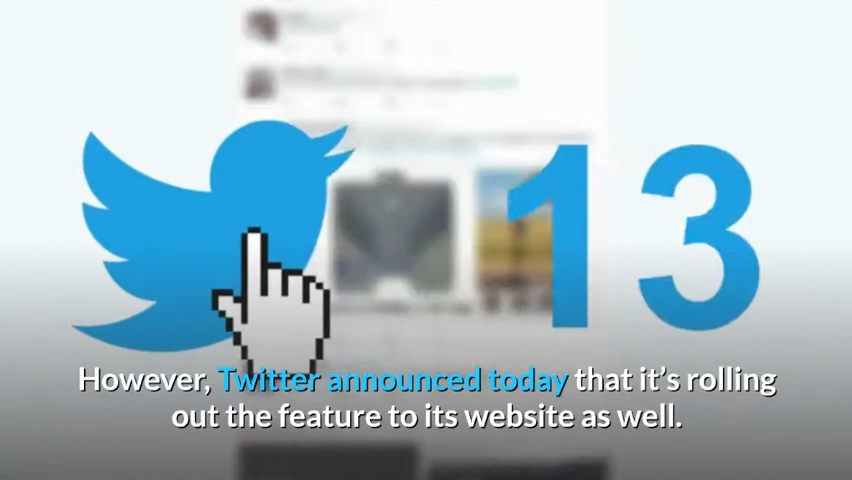 13
However, Twitter announced today that it's rolling
out the feature to its website as well.